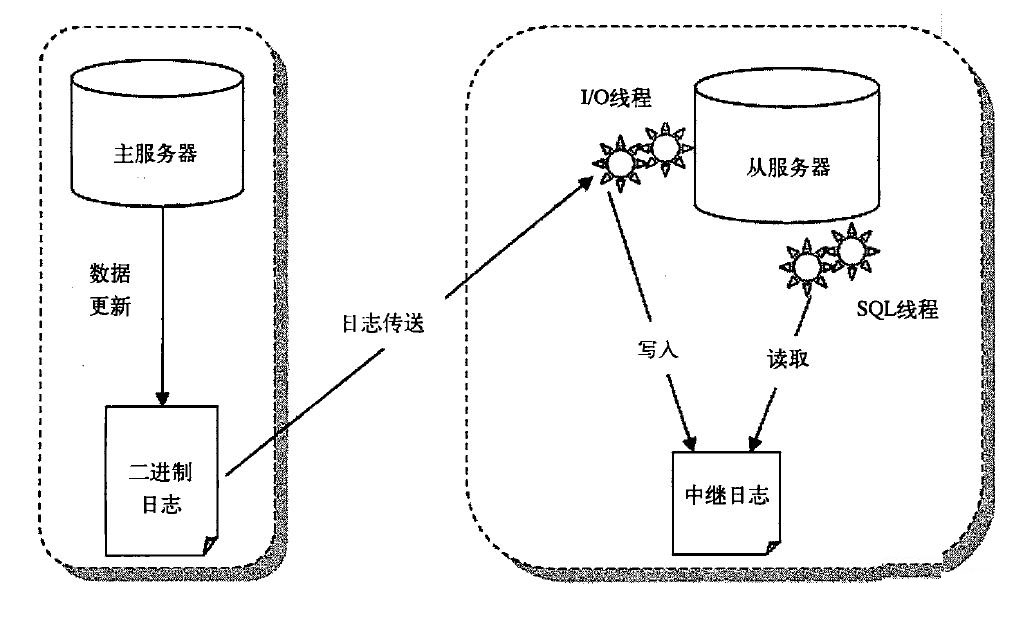 主服务器
数据
更新
二进制
日志
日志传送
I/O线程
从服务器
SQL线程
写入
读取
中继日志